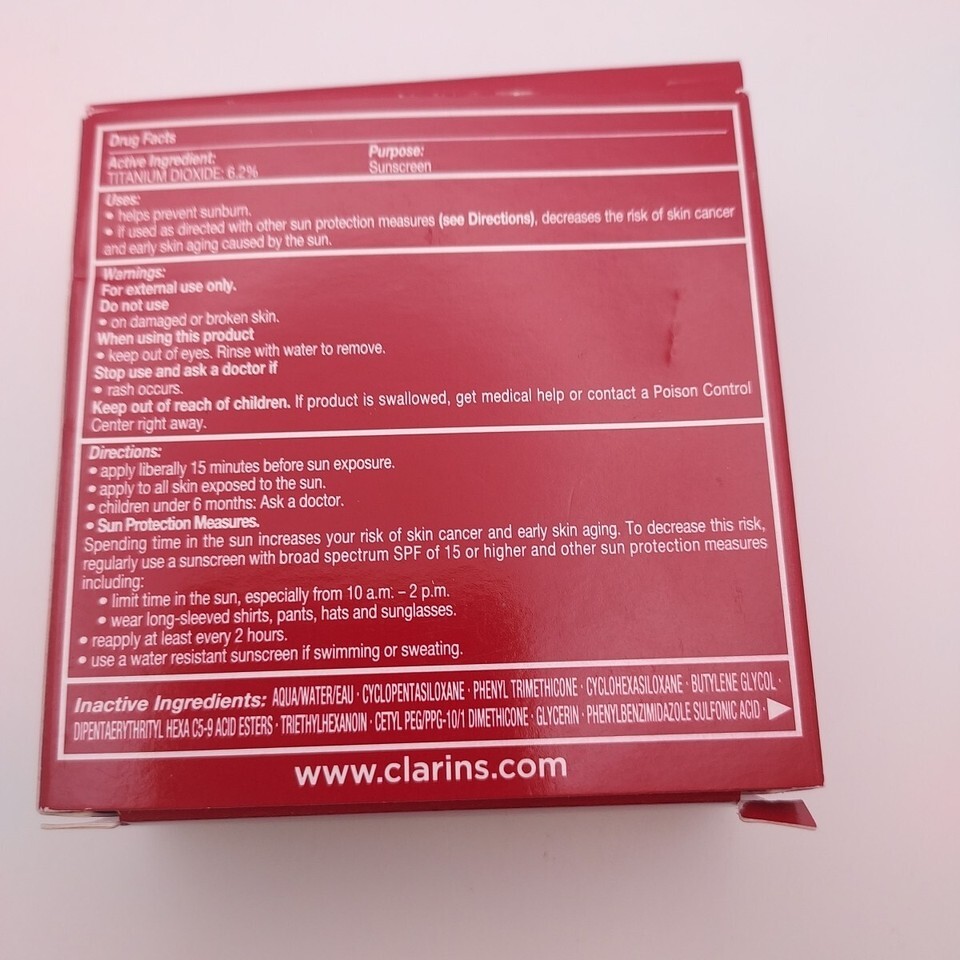 Drug Facts
Active Ingredient: Purpose:
TITANIUM DIOXIDE: 6.2% Sunscreen
Uses:
• helps prevent sunburn.
• if used as directed with other sun protection measures (see Directions), decreases the risk of skin cancer
and early skin aging caused by the sun.
Warnings:
For external use only.
Do not use
• on damaged or broken skin.
When using this product
• keep out of eyes. Rinse with water to remove.
Stop use and ask a doctor if
• rash occurs.
Keep out of reach of children. If product is swallowed, get medical help or contact a Poison Control
Center right away.
Directions:
• apply liberally 15 minutes before sun exposure.
• apply to all skin exposed to the sun.
• children under 6 months: Ask a doctor.
• Sun Protection Measures.
Spending time in the sun increases your risk of skin cancer and early skin aging. To decrease this risk,
regularly use a sunscreen with broad spectrum SPF of 15 or higher and other sun protection measures
including:
• limit time in the sun, especially from 10 a.m. – 2 p.m.
• wear long-sleeved shirts, pants, hats and sunglasses.
• reapply at least every 2 hours.
• use a water resistant sunscreen if swimming or sweating.
Inactive Ingredients: AQUA/WATER/EAU · CYCLOPENTASILOXANE · PHENYL TRIMETHICONE · CYCLOHEXASILOXANE · BUTYLENE GLYCOL ·
DIPENTAERYTHRITYL HEXA C5-9 ACID ESTERS · TRIETHYLHEXANOIN · CETYL PEG/PPG-10/1 DIMETHICONE · GLYCERIN · PHENYLBENZIMIDAZOLE SULFONIC ACID ·
www.clarins.com